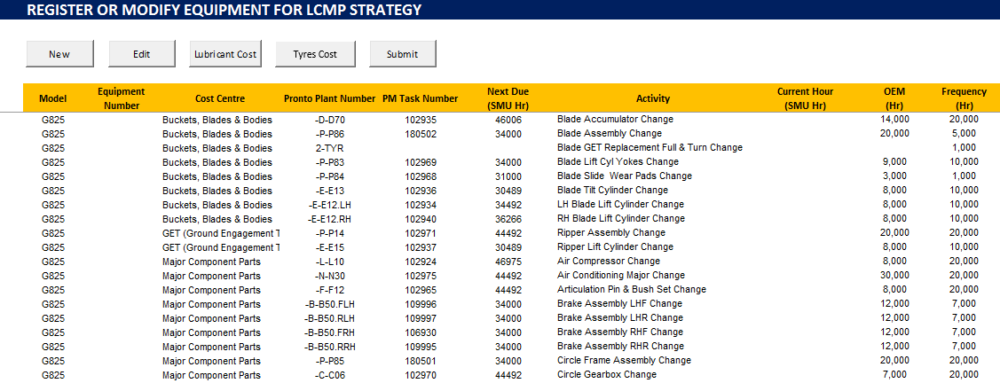 REGISTER OR MODIFY EQUIPMENT FOR LCMP STRATEGY
New Edit Lubricant Cost Tyres Cost Submit
Model Equipment Number Cost Centre Pronto Plant Number PM Task Number Next Due (SMU Hr) Activity Current Hour (SMU Hr) OEM (Hr) Frequency (Hr)
G825 Buckets, Blades & Bodies -D-D70 102935 46006 Blade Accumulator Change 14,000 20,000
G825 Buckets, Blades & Bodies -P-P86 180502 34000 Blade Assembly Change 20,000 5,000
G825 Buckets, Blades & Bodies 2-TYR Blade GET Replacement Full & Turn Change 1,000
G825 Buckets, Blades & Bodies -P-P83 102969 34000 Blade Lift Cyl Yokes Change 9,000 10,000
G825 Buckets, Blades & Bodies -P-P84 102968 31000 Blade Slide Wear Pads Change 3,000 1,000
G825 Buckets, Blades & Bodies -E-E13 102936 30489 Blade Tilt Cylinder Change 8,000 10,000
G825 Buckets, Blades & Bodies -E-E12.LH 102934 34492 LH Blade Lift Cylinder Change 8,000 10,000
G825 Buckets, Blades & Bodies -E-E12.RH 102940 36266 RH Blade Lift Cylinder Change 8,000 10,000
G825 GET (Ground Engagement T -P-P14 102971 44492 Ripper Assembly Change 20,000 20,000
G825 GET (Ground Engagement T -E-E15 102937 30489 Ripper Lift Cylinder Change 8,000 10,000
G825 Major Component Parts -L-L10 102924 46975 Air Compressor Change 8,000 20,000
G825 Major Component Parts -N-N30 102975 44492 Air Conditioning Major Change 30,000 20,000
G825 Major Component Parts -F-F12 102965 44492 Articulation Pin & Bush Set Change 8,000 20,000
G825 Major Component Parts -B-B50.FLH 109996 34000 Brake Assembly LHF Change 12,000 7,000
G825 Major Component Parts -B-B50.RLH 109997 34000 Brake Assembly LHR Change 12,000 7,000
G825 Major Component Parts -B-B50.FRH 106930 34000 Brake Assembly RHF Change 12,000 7,000
G825 Major Component Parts -B-B50.RRH 109995 34000 Brake Assembly RHR Change 12,000 7,000
G825 Major Component Parts -P-P85 180501 34000 Circle Frame Assembly Change 20,000 20,000
G825 Major Component Parts -C-C06 102970 44492 Circle Gearbox Change 7,000 20,000